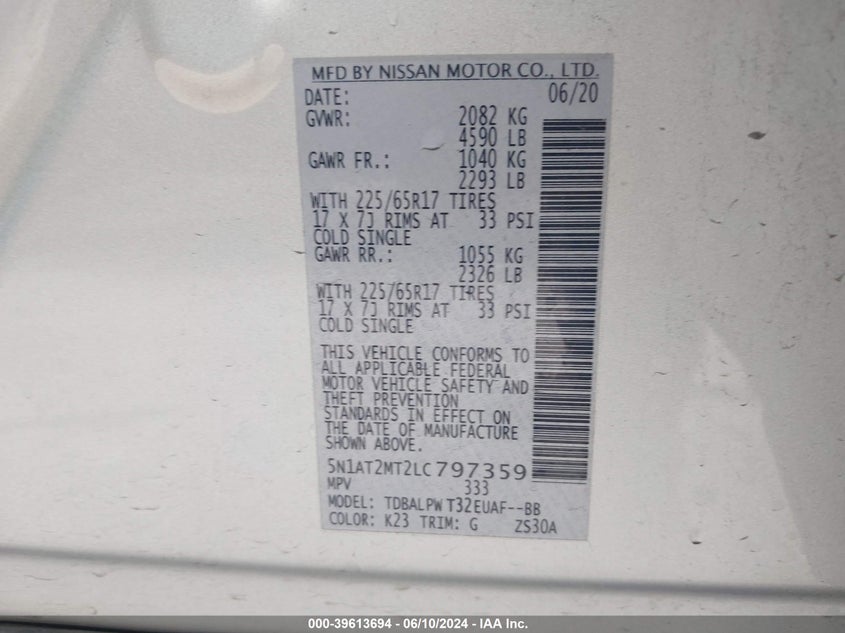 MFD BY NISSAN MOTOR CO., LTD.
DATE: 06/20
GVWR: 2082 KG
4590 LB
GAWR FR.: 1040 KG
2293 LB
WITH 225/65R17 TIRES
17 X 7J RIMS AT 33 PSI
COLD SINGLE
GAWR RR.: 1055 KG
2326 LB
WITH 225/65R17 TIRES
17 X 7J RIMS AT 33 PSI
COLD SINGLE
THIS VEHICLE CONFORMS TO
ALL APPLICABLE FEDERAL
MOTOR VEHICLE SAFETY AND
THEFT PREVENTION
STANDARDS IN EFFECT ON
THE DATE OF MANUFACTURE
SHOWN ABOVE.
5N1AT2MT2LC797359
MPV 333
MODEL: TDBALPW T32EUAF--BB
COLOR: K23 TRIM: G ZS30A
000-39613694 - 06/10/2024 - IAA Inc.